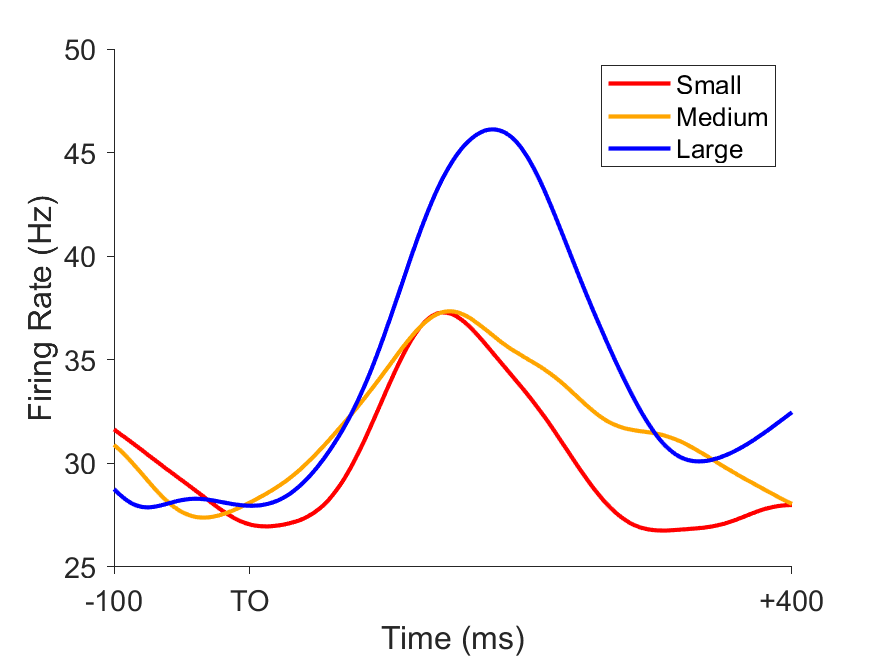 50
45
40
35
30
25
Firing Rate (Hz)
Small
Medium
Large
-100
TO
+400
Time (ms)